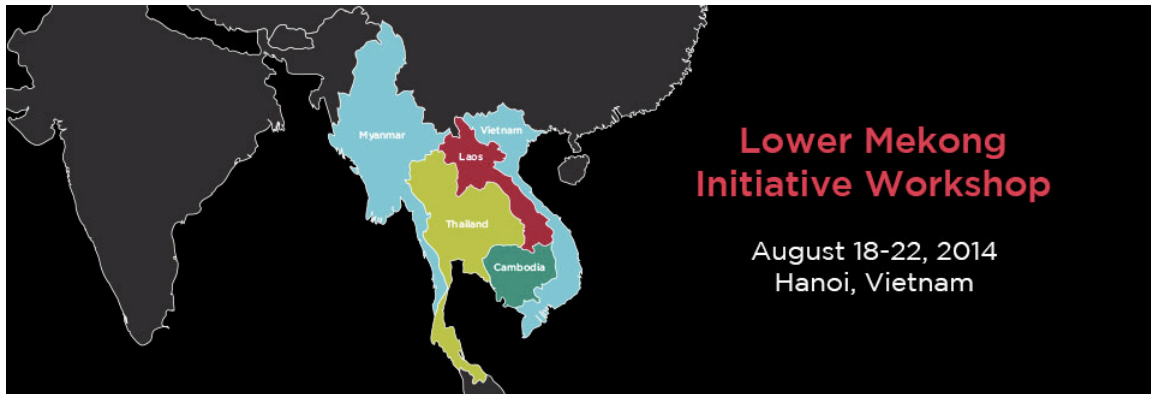 Myanmar
Vietnam
Laos
Thailand
Cambodia
Lower Mekong
Initiative Workshop
August 18-22, 2014
Hanoi, Vietnam